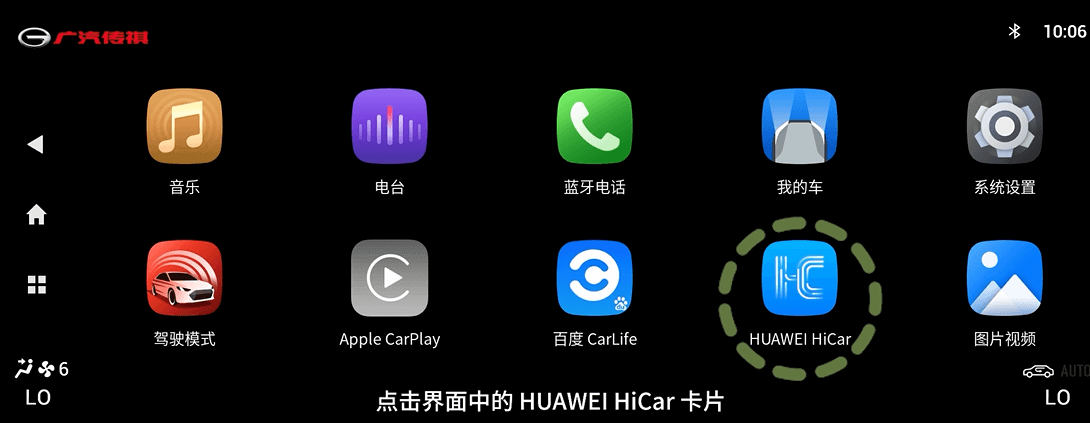 广汽传祺
10:06
音乐
电台
蓝牙电话
我的车
系统设置
驾驶模式
Apple CarPlay
百度 CarLife
HUAWEI HiCar
图片视频
6
AUTO
LO
LO
点击界面中的 HUAWEI HiCar 卡片